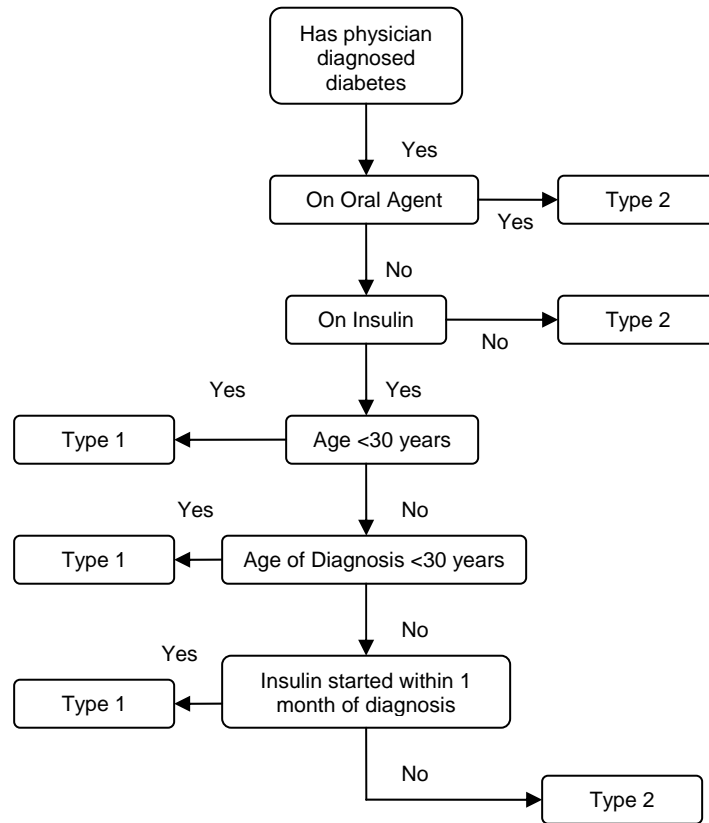 Has physician
diagnosed
diabetes
Yes
On Oral Agent
Type 2
Yes
No
On Insulin
Type 2
No
Yes
Yes
Type 1
Age <30 years
Yes
No
Type 1
Age of Diagnosis <30 years
No
Yes
Insulin started within 1
month of diagnosis
Type 1
No
Type 2